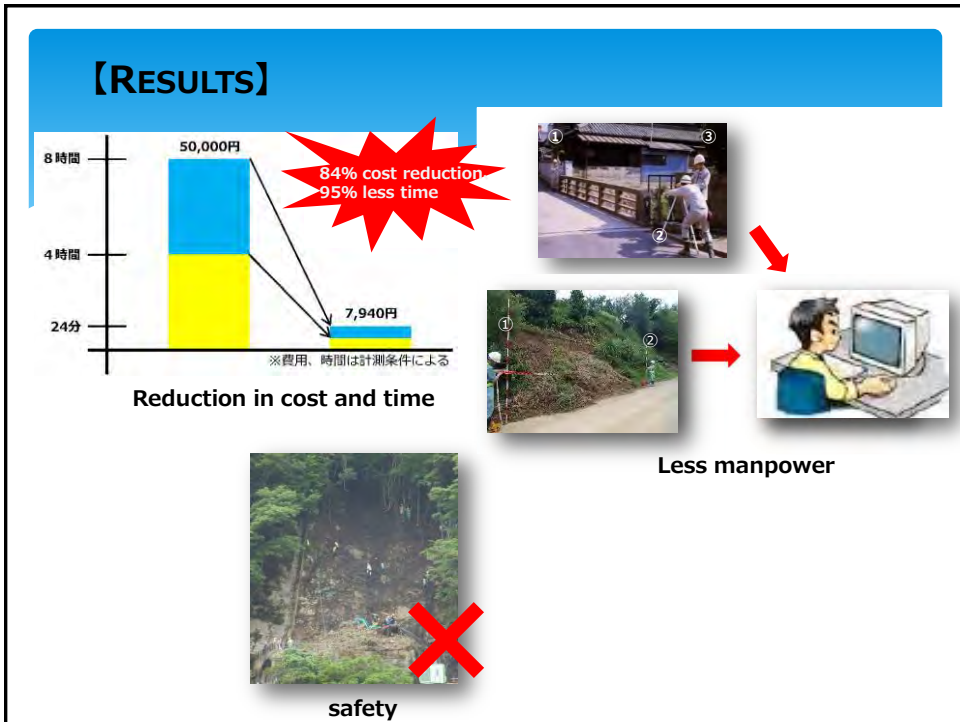 【RESULTS】
8時間
50,000円
84% cost reduction
95% less time
4時間
24分
7,940円
※費用、時間は計測条件による
Reduction in cost and time
①
③
②
①
②
Less manpower
safety